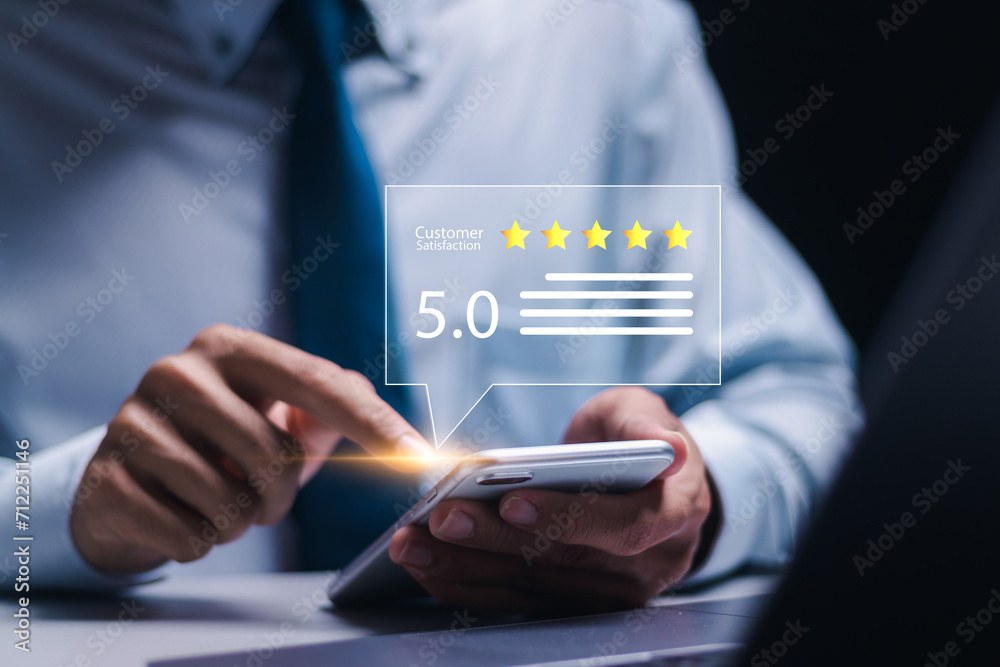 Customer
Satisfaction
5.0
Adobe Stock
#712251146